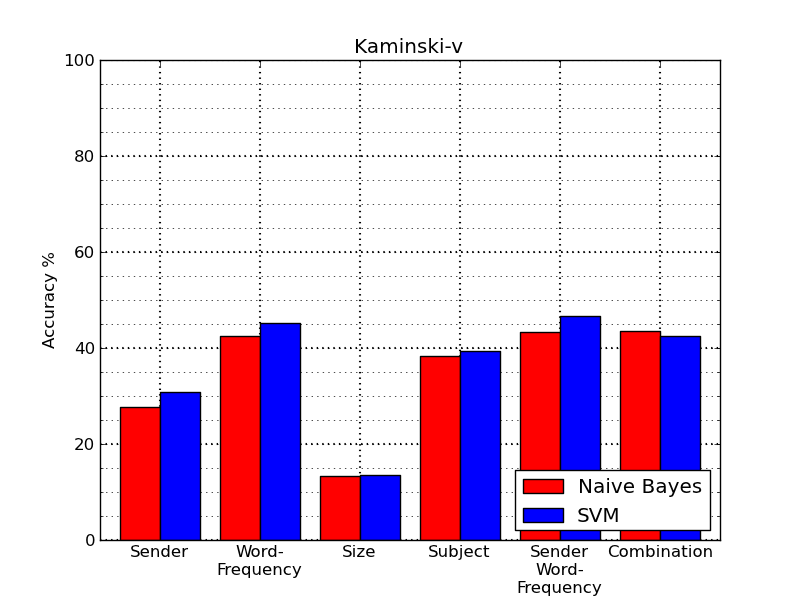 Kaminski-v
100
80
60
40
20
0
Accuracy %
Naive Bayes
SVM
Sender
Word-
Frequency
Size
Subject
Sender
Word-
Frequency
Combination